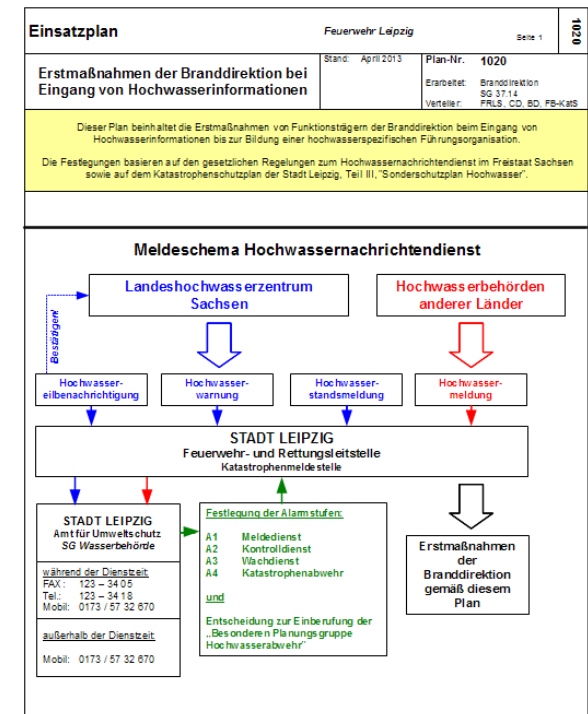 Einsatzplan
Feuerwehr Leipzig
Seite 1
1020
Erstmaßnahmen der Branddirektion bei
Eingang von Hochwasserinformationen
Stand: April 2013
Plan-Nr. 1020
Erarbeitet: Branddirektion
SG 37.14
Verteiler: FRLS, CD, BD, FB-KatS
Dieser Plan beinhaltet die Erstmaßnahmen von Funktionsträgern der Branddirektion beim Eingang von
Hochwasserinformationen bis zur Bildung einer hochwasserspezifischen Führungsorganisation.
Die Festlegungen basieren auf den gesetzlichen Regelungen zum Hochwassernachrichtendienst im Freistaat Sachsen
sowie auf dem Katastrophenschutzplan der Stadt Leipzig, Teil III, "Sonderschutzplan Hochwasser".
Meldeschema Hochwassernachrichtendienst
Landeshochwasserzentrum
Sachsen
Hochwasserbehörden
anderer Länder
Bestätigen!
Hochwasser-
eilbenachrichtigung
Hochwasser-
warnung
Hochwasser-
standsmeldung
Hochwasser-
meldung
STADT LEIPZIG
Feuerwehr- und Rettungsleitstelle
Katastrophenmeldestelle
STADT LEIPZIG
Amt für Umweltschutz
SG Wasserbehörde
während der Dienstzeit:
FAX: 123 – 34 05
Tel.: 123 – 34 18
Mobil: 0173 / 57 32 670
außerhalb der Dienstzeit:
Mobil: 0173 / 57 32 670
Festlegung der Alarmstufen:
A1 Meldedienst
A2 Kontrolldienst
A3 Wachdienst
A4 Katastrophenabwehr
und
Entscheidung zur Einberufung der
„Besonderen Planungsgruppe
Hochwasserabwehr"
Erstmaßnahmen
der
Branddirektion
gemäß diesem
Plan